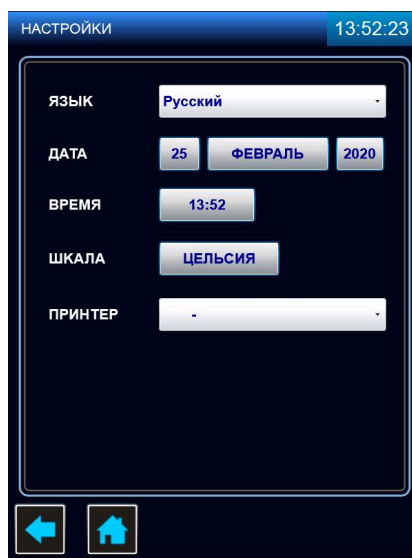 НАСТРОЙКИ 13:52:23
ЯЗЫК Русский
ДАТА 25 ФЕВРАЛЬ 2020
ВРЕМЯ 13:52
ШКАЛА ЦЕЛЬСИЯ
ПРИНТЕР -